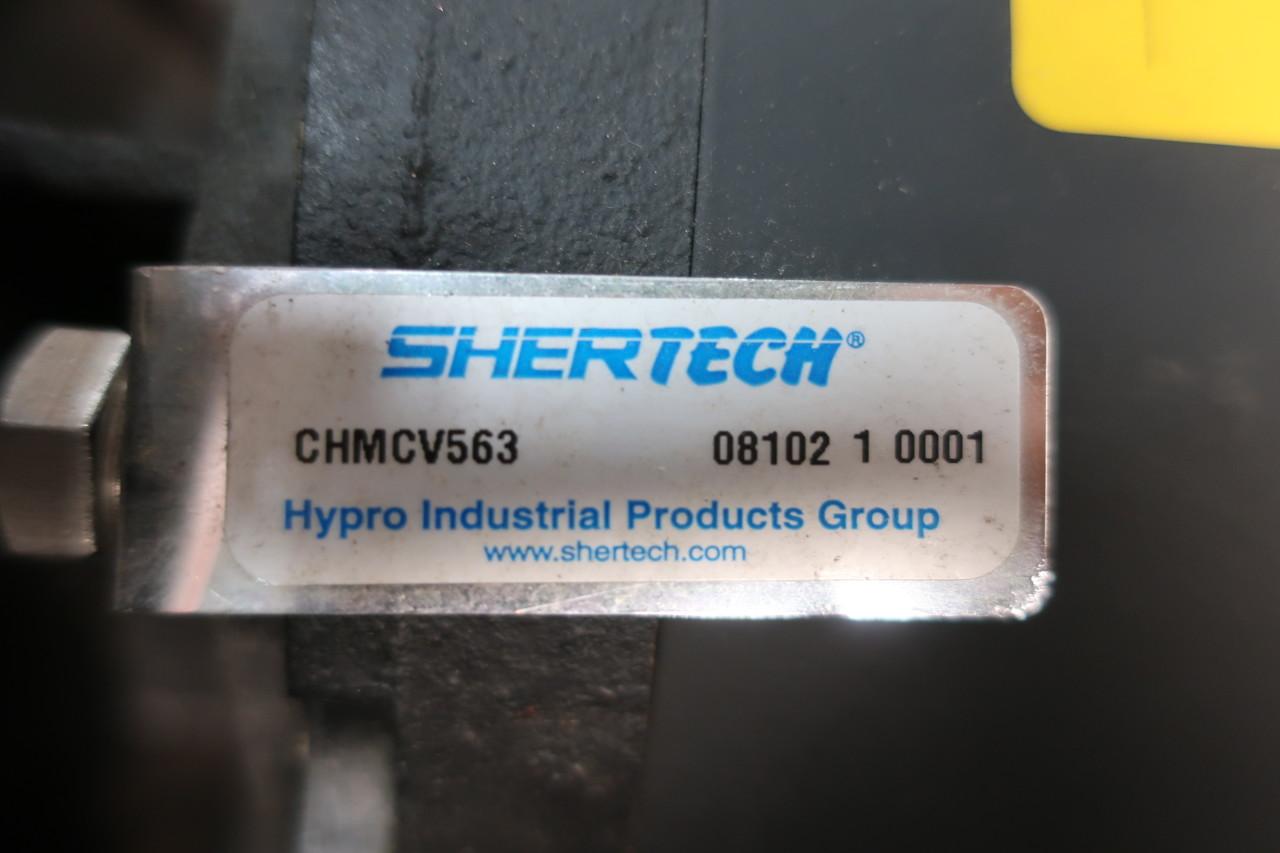 SHERTECH®
CHMCV563 08102 1 0001
Hypro Industrial Products Group
www.shertech.com